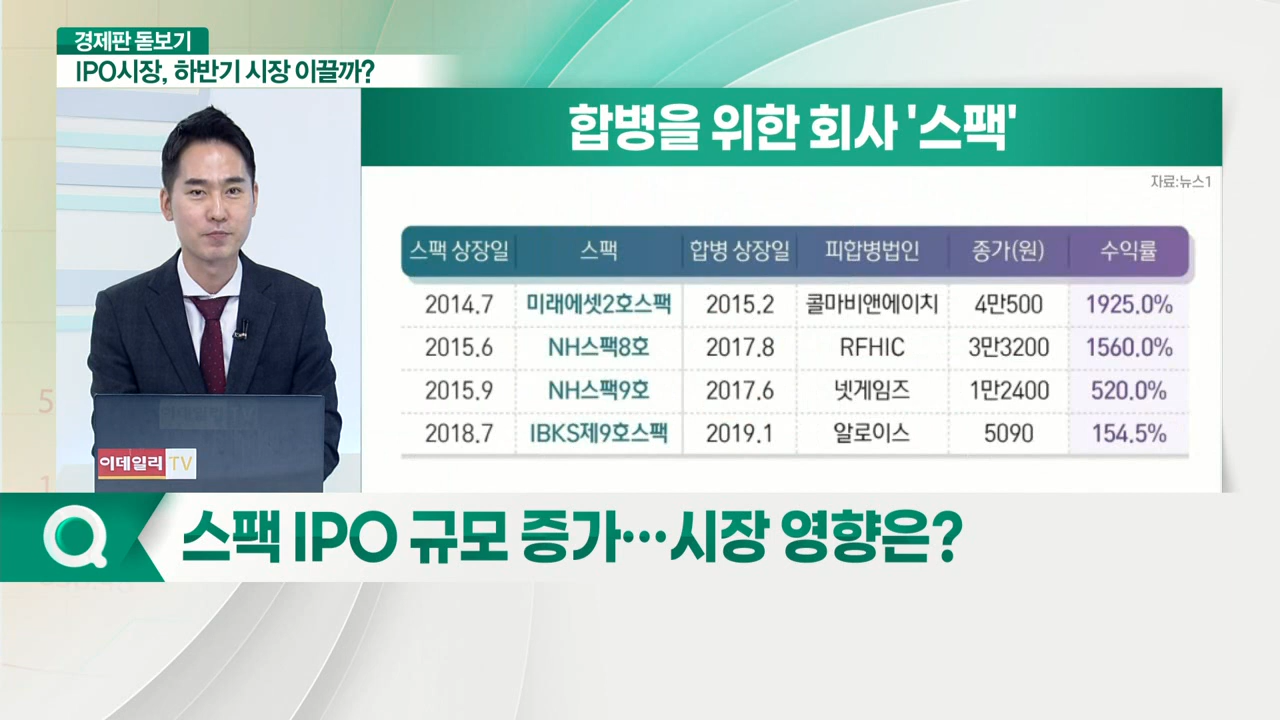 경제판 돋보기
IPO시장, 하반기 시장 이끌까?
합병을 위한 회사 '스팩'
자료:뉴스1
스팩 상장일 스팩 합병 상장일 피합병법인 종가(원) 수익률
2014.7 미래에셋2호스팩 2015.2 콜마비앤에이치 4만500 1925.0%
2015.6 NH스팩8호 2017.8 RFHIC 3만3200 1560.0%
2015.9 NH스팩9호 2017.6 넷게임즈 1만2400 520.0%
2018.7 IBKS제9호스팩 2019.1 알로이스 5090 154.5%
이데일리TV
스팩 IPO 규모 증가…시장 영향은?